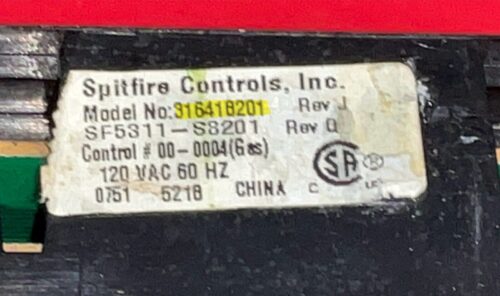 Spitfire Controls, Inc.
Model No:316418201 Rev J
SF5311-S8201 Rev Q
Control # 00-0004(Gas)
120 VAC 60 HZ
0751 5218 CHINA
SA ®
C